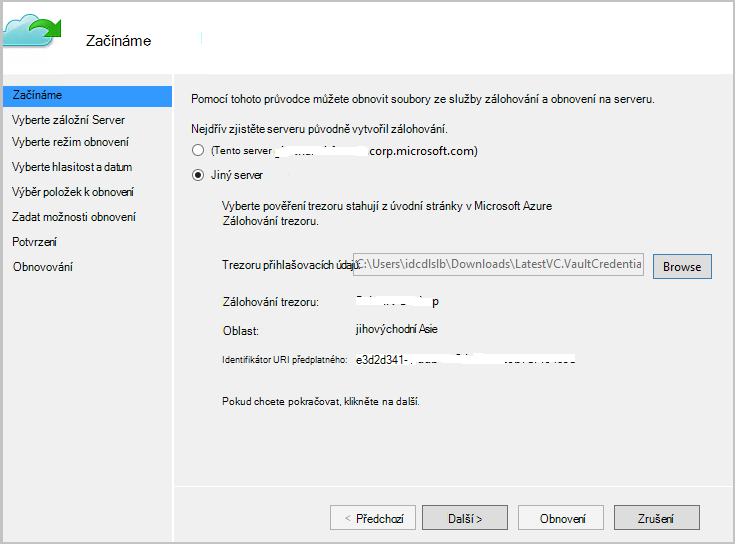 Začínáme
Začínáme
Vyberte záložní Server
Vyberte režim obnovení
Vyberte hlasitost a datum
Výběr položek k obnovení
Zadat možnosti obnovení
Potvrzení
Obnovování
Pomocí tohoto průvodce můžete obnovit soubory ze služby zálohování a obnovení na serveru.
Nejdřív zjistěte serveru původně vytvořil zálohování.
(Tento server corp.microsoft.com)
Jiný server
Vyberte pověření trezoru stahují z úvodní stránky v Microsoft Azure
Zálohování trezoru.
Trezoru přihlašovacích údajů: C:\Users\idcdlslb\Downloads\LatestVC.VaultCredentia
Browse
Zálohování trezoru:
Oblast: jihovýchodní Asie
Identifikátor URI předplatného: e3d2d341-
Pokud chcete pokračovat, klikněte na další.
< Předchozí
Další >
Obnovení
Zrušení